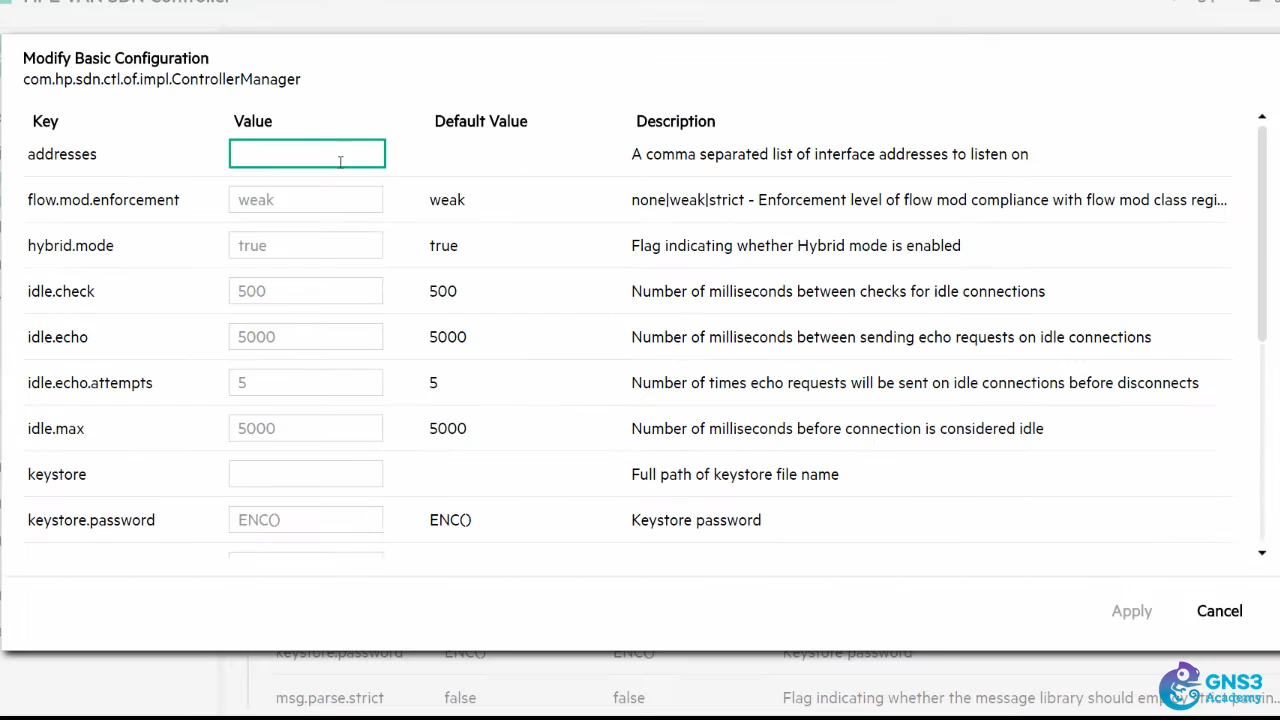 Modify Basic Configuration
com.hp.sdn.ctl.of.impl.ControllerManager
Key Value Default Value Description
addresses A comma separated list of interface addresses to listen on
flow.mod.enforcement weak weak none|weak|strict - Enforcement level of flow mod compliance with flow mod class regi...
hybrid.mode true true Flag indicating whether Hybrid mode is enabled
idle.check 500 500 Number of milliseconds between checks for idle connections
idle.echo 5000 5000 Number of milliseconds between sending echo requests on idle connections
idle.echo.attempts 5 5 Number of times echo requests will be sent on idle connections before disconnects
idle.max 5000 5000 Number of milliseconds before connection is considered idle
keystore Full path of keystore file name
keystore.password ENC() ENC() Keystore password
Apply Cancel
keystore.password ENC() ENC() Keystore password
msg.parse.strict false false Flag indicating whether the message library should
GNS3
Academy